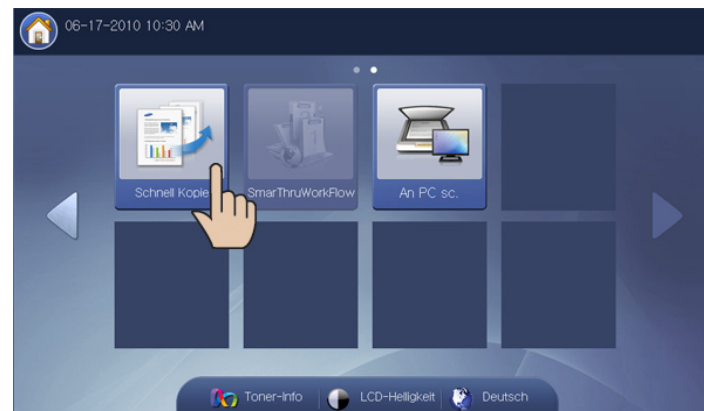 06-17-2010 10:30 AM
Schnell Kopie
SmarThruWorkFlow
An PC sc.
Toner-Info
LCD-Helligkeit
Deutsch